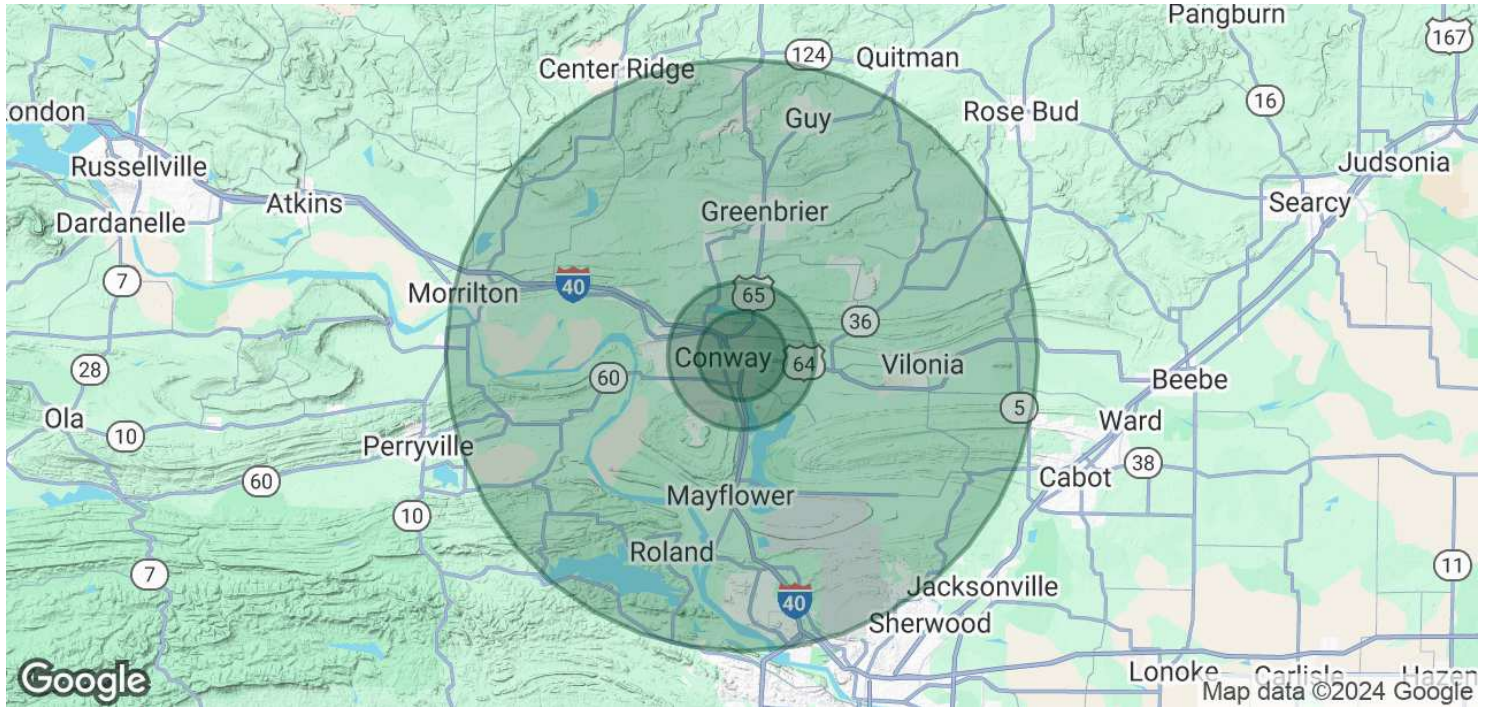 Pangburn
167
124
Quitman
Center Ridge
16
London
Guy
Rose Bud
Russellville
Judsonia
Atkins
Searcy
Dardanelle
Greenbrier
7
40
Morrilton
65
36
Conway
64
Vilonia
28
60
Beebe
5
Ola
10
Ward
Perryville
38
60
Cabot
Mayflower
10
Roland
7
11
Jacksonville
40
Sherwood
Lonoke
Carlisle
Hazen
Google
Map data ©2024 Google